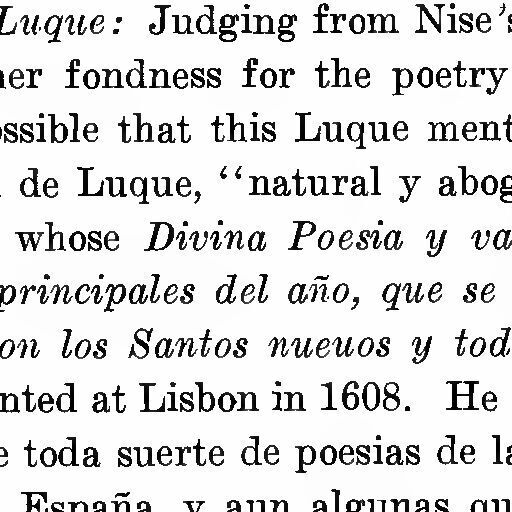 Luque: Judging from Nise's
her fondness for the poetry
ossible that this Luque ment
de Luque, "natural y abog
whose Divina Poesia y va
principales del año, que se
on los Santos nueuos y tod
nted at Lisbon in 1608. He
e toda suerte de poesias de la
España, y aun algunas qu